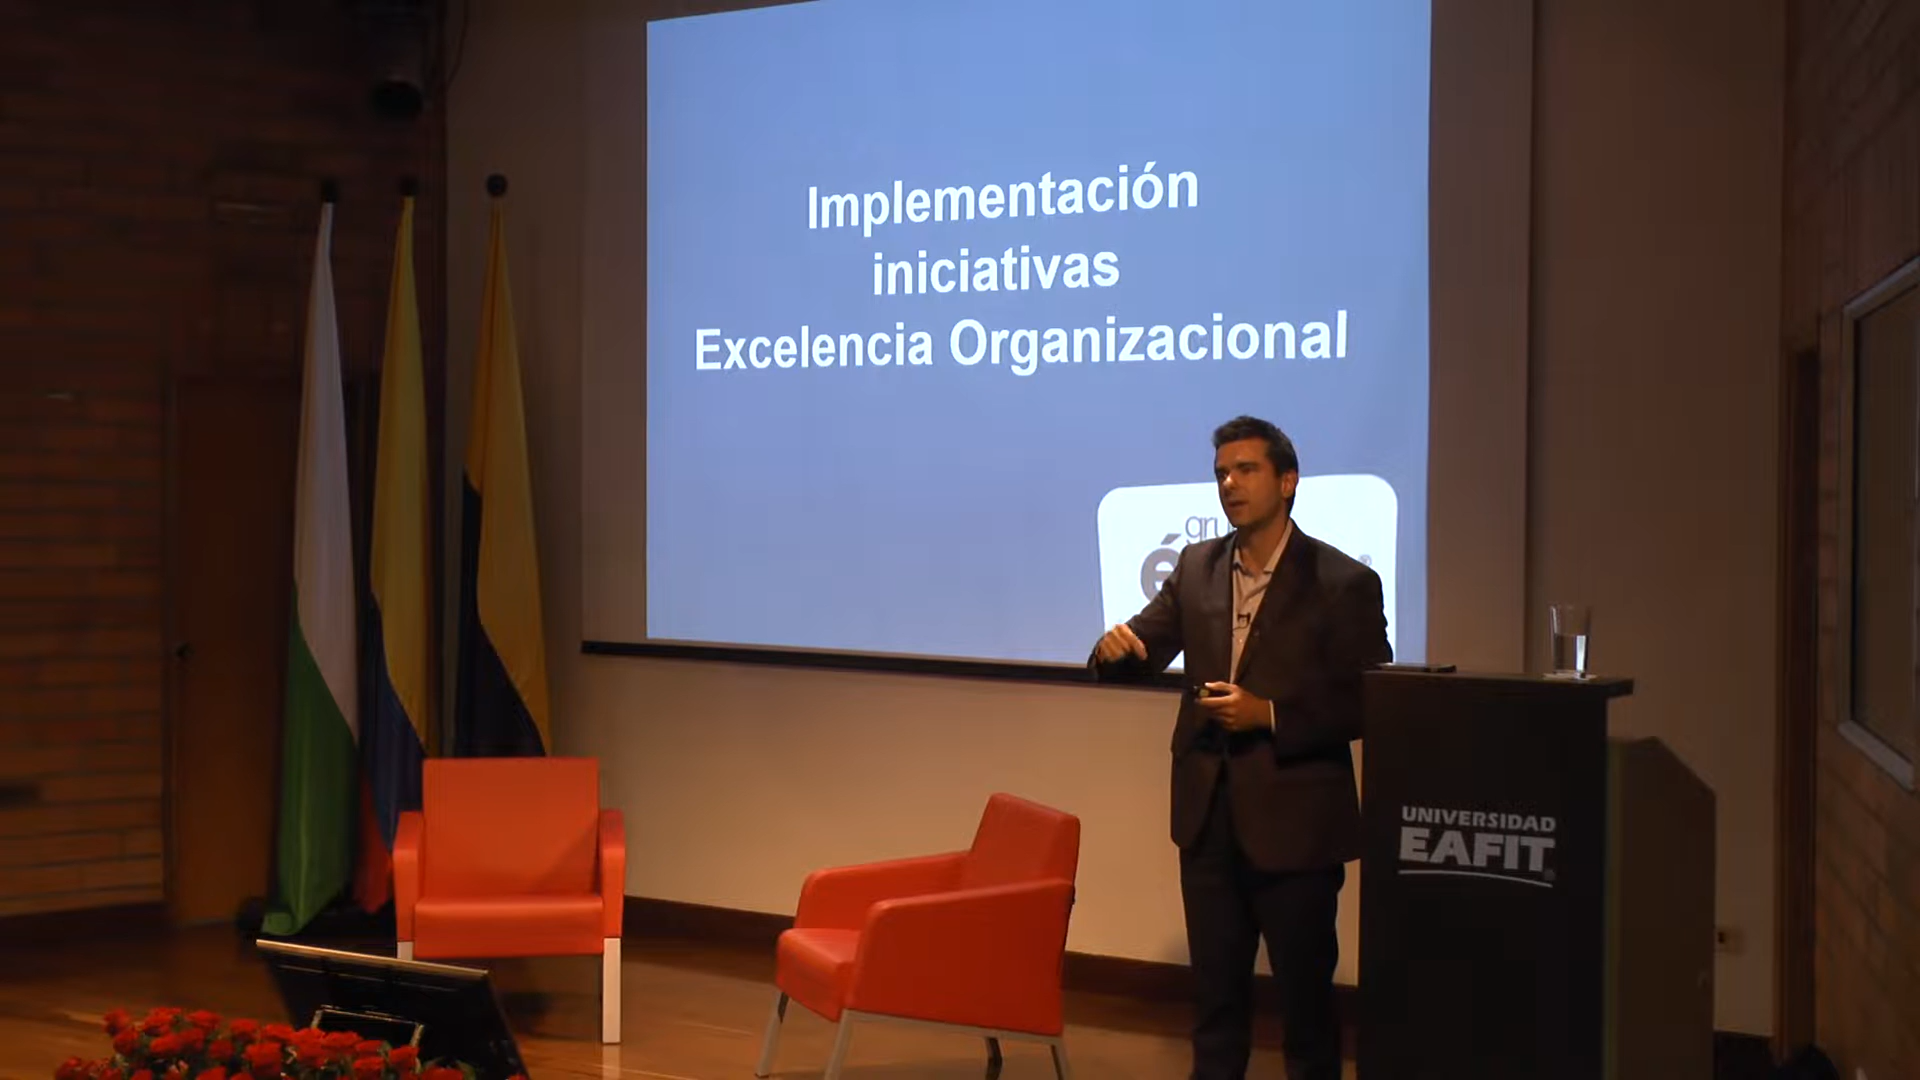 Implementación
iniciativas
Excelencia Organizacional
UNIVERSIDAD
EAFIT